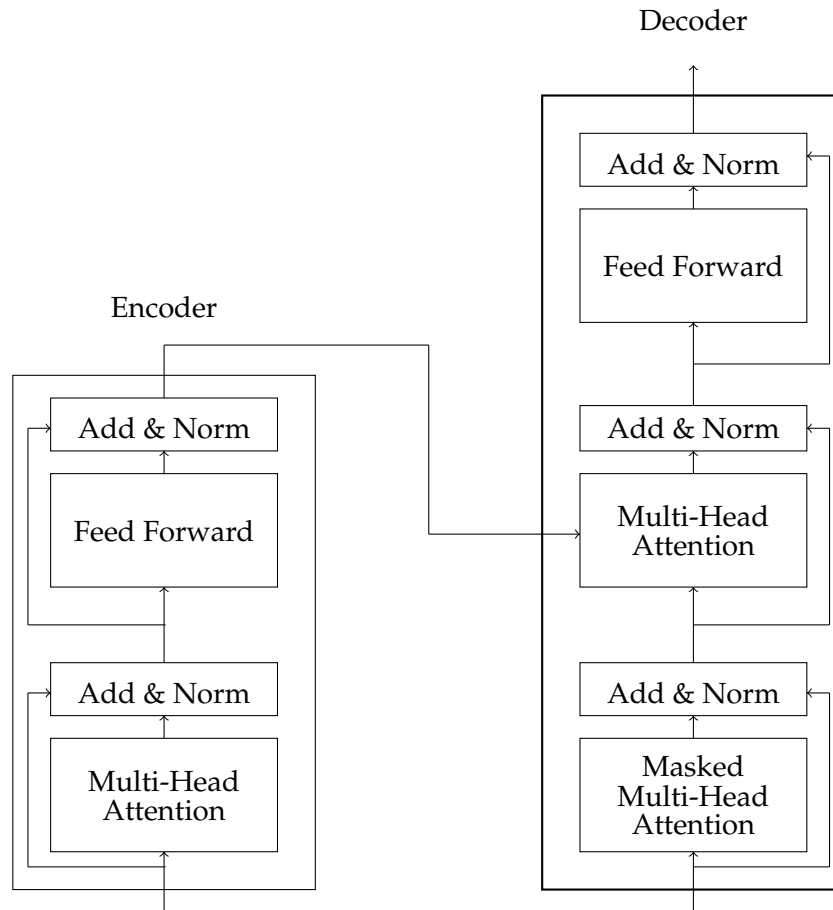 Decoder
Add & Norm
Feed Forward
Encoder
Add & Norm
Add & Norm
Feed Forward
Multi-Head
Attention
Add & Norm
Add & Norm
Multi-Head
Attention
Masked
Multi-Head
Attention